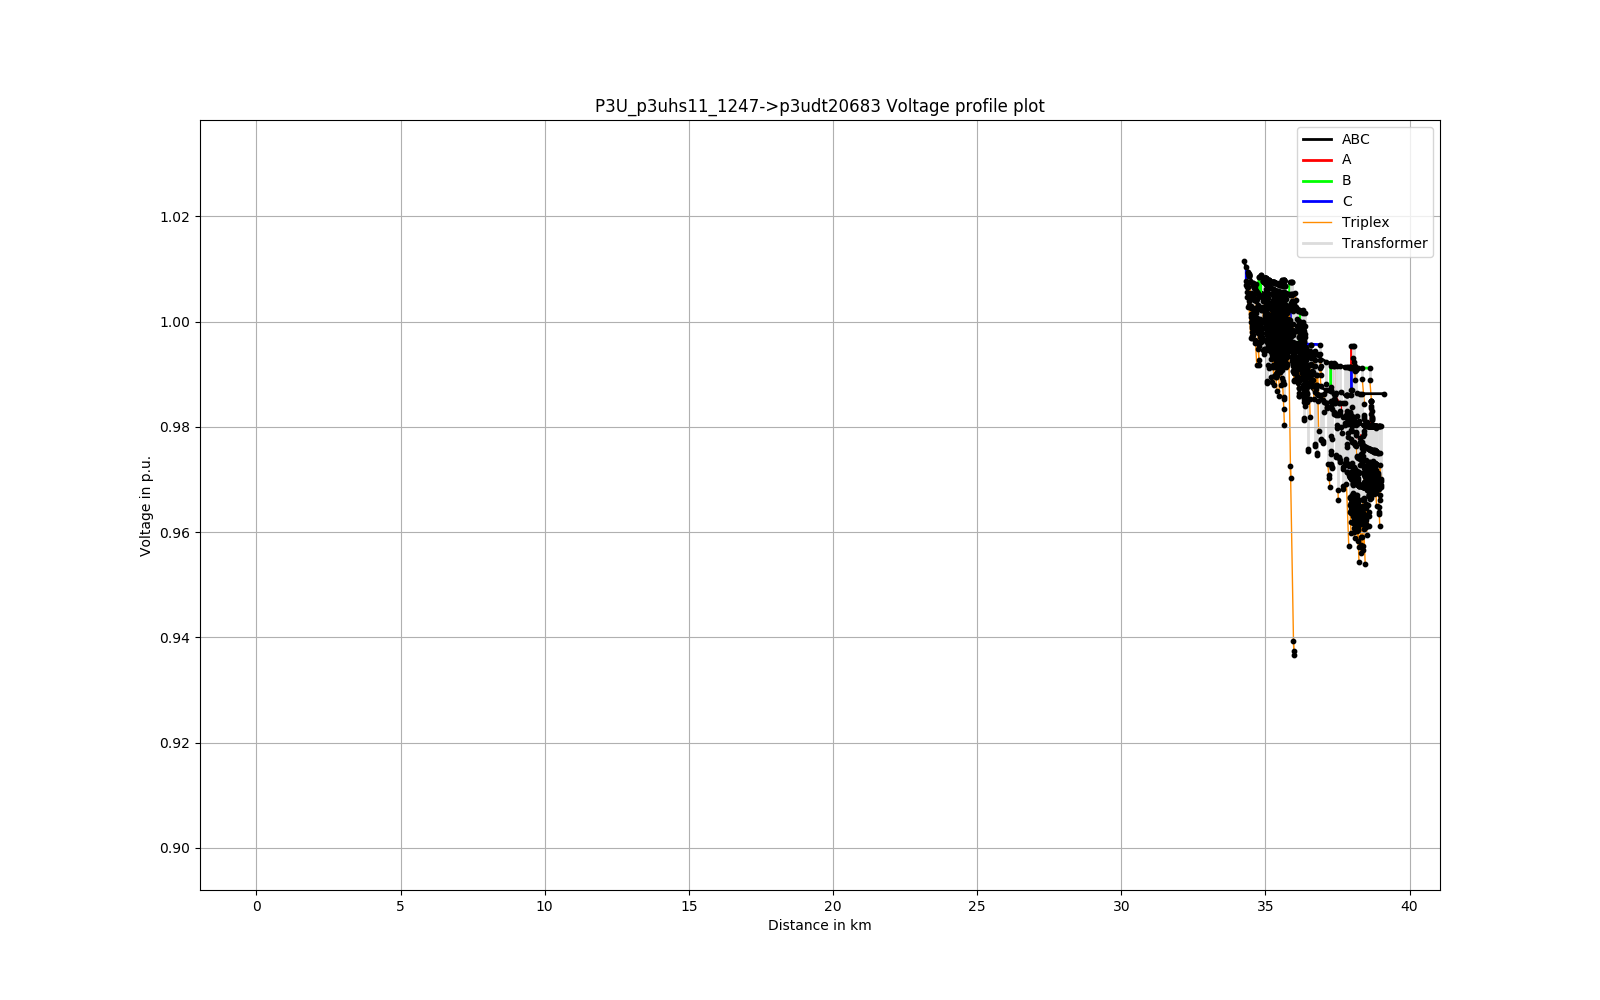 P3U_p3uhs11_1247->p3udt20683 Voltage profile plot
ABC
A
B
C
Triplex
Transformer
1.02
1.00
0.98
0.96
0.94
0.92
0.90
Voltage in p.u.
0 5 10 15 20 25 30 35 40
Distance in km